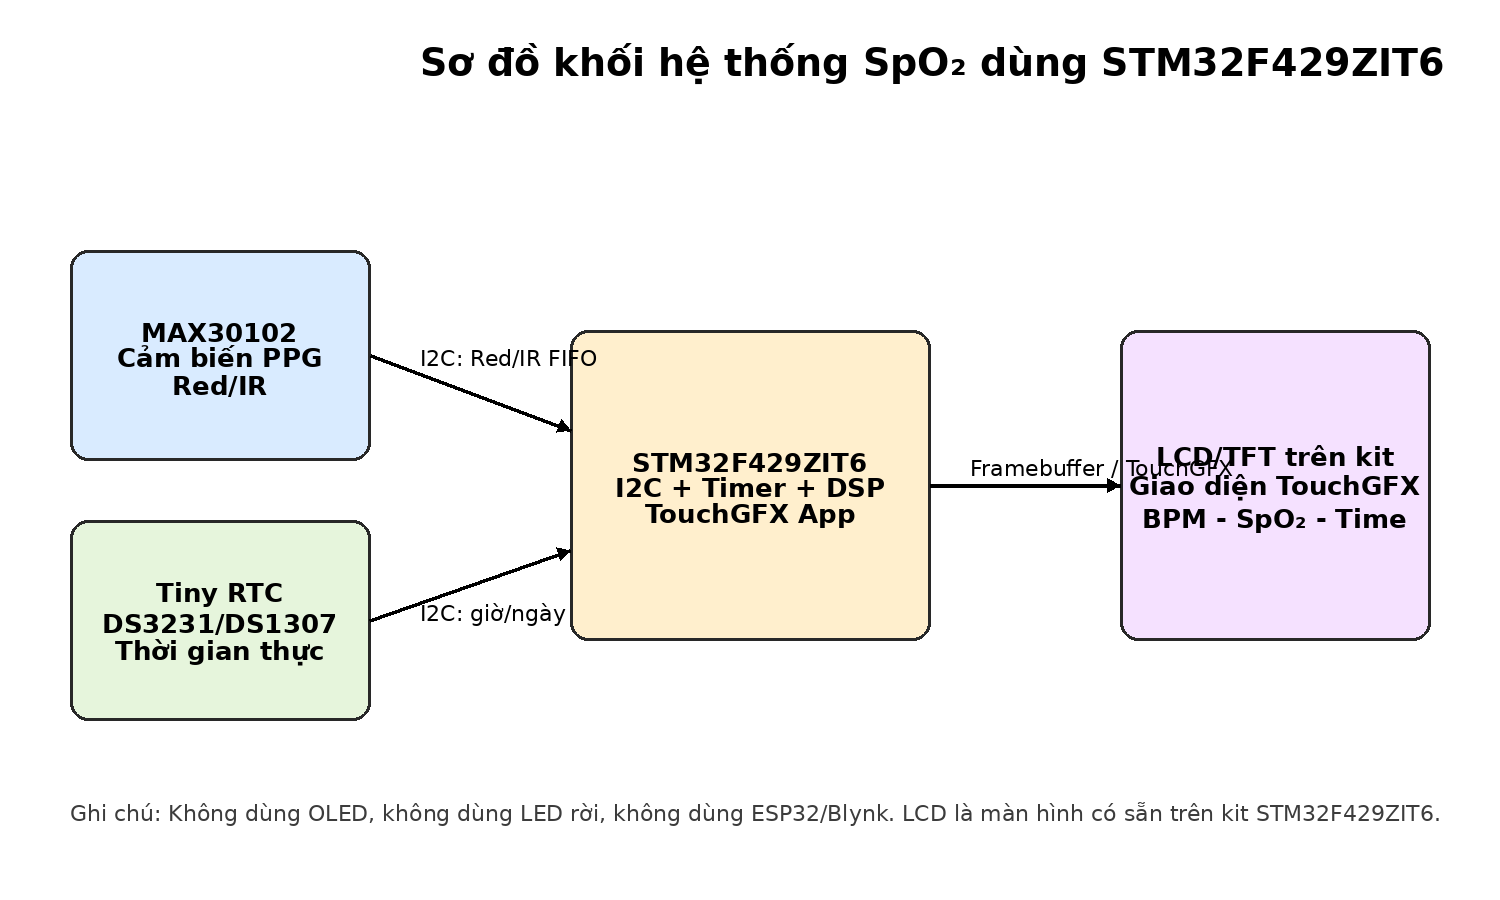 Sơ đồ khối hệ thống SpO₂ dùng STM32F429ZIT6
MAX30102
Cảm biến PPG
Red/IR
I2C: Red/IR FIFO
Tiny RTC
DS3231/DS1307
Thời gian thực
I2C: giờ/ngày
STM32F429ZIT6
I2C + Timer + DSP
TouchGFX App
Framebuffer / TouchGFX
LCD/TFT trên kit
Giao diện TouchGFX
BPM - SpO₂ - Time
Ghi chú: Không dùng OLED, không dùng LED rời, không dùng ESP32/Blynk. LCD là màn hình có sẵn trên kit STM32F429ZIT6.